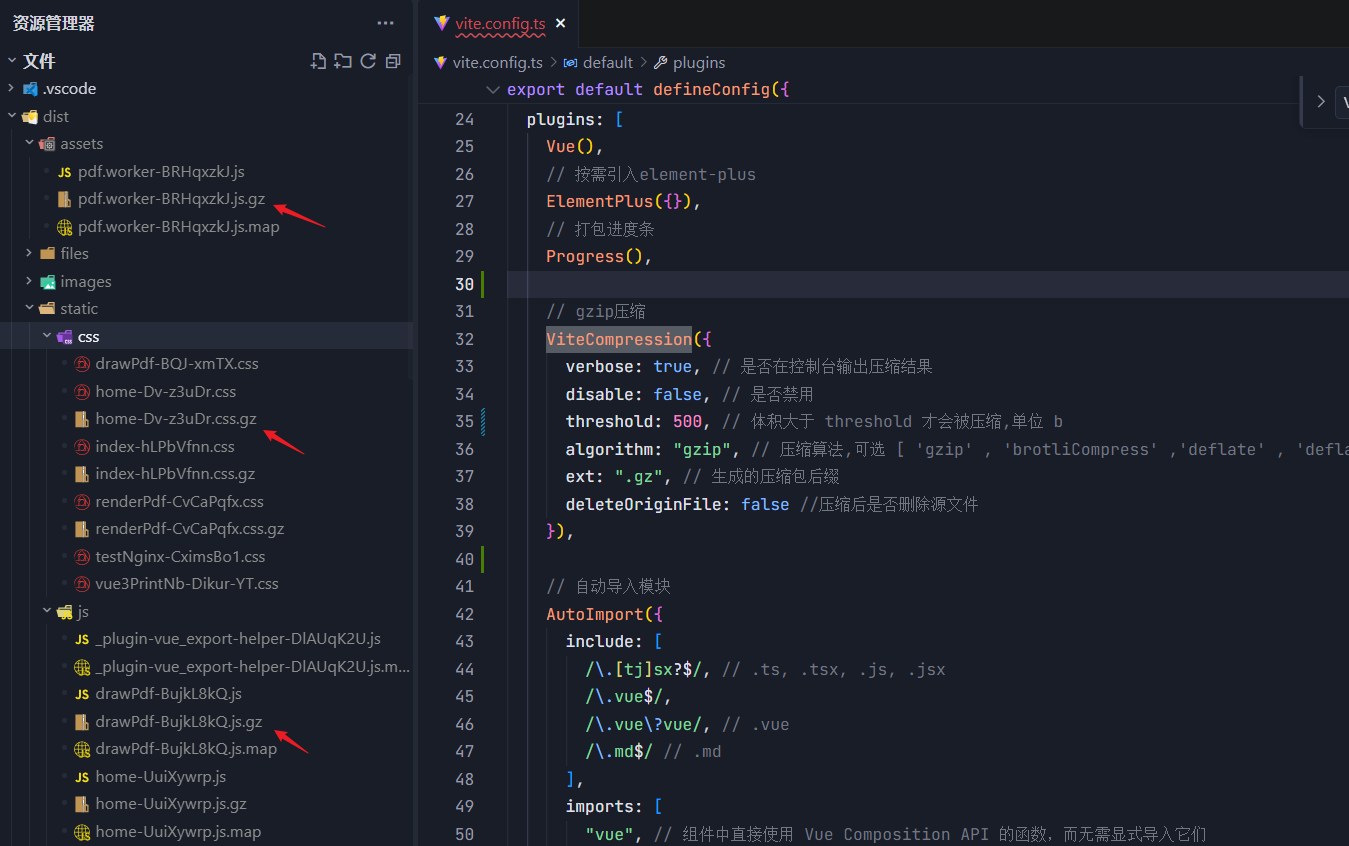 资源管理器
文件
.vscode
dist
assets
pdf.worker-BRHqxzkJ.js
pdf.worker-BRHqxzkJ.js.gz
pdf.worker-BRHqxzkJ.js.map
files
images
static
css
drawPdf-BQJ-xmTX.css
home-Dv-z3uDr.css
home-Dv-z3uDr.css.gz
index-hLPbVfnn.css
index-hLPbVfnn.css.gz
renderPdf-CvCaPqfx.css
renderPdf-CvCaPqfx.css.gz
testNginx-CximsBo1.css
vue3PrintNb-Dikur-YT.css
js
JS _plugin-vue_export-helper-DlAUqK2U.js
_plugin-vue_export-helper-DlAUqK2U.js.m...
JS drawPdf-BujkL8kQ.js
drawPdf-BujkL8kQ.js.gz
drawPdf-BujkL8kQ.js.map
JS home-UuiXywrp.js
home-UuiXywrp.js.gz
home-UuiXywrp.js.map
vite.config.ts
vite.config.ts > default > plugins
export default defineConfig({
24 plugins: [
25 Vue(),
26 // 按需引入element-plus
27 ElementPlus({}),
28 // 打包进度条
29 Progress(),
30
31 // gzip压缩
32 ViteCompression({
33 verbose: true, // 是否在控制台输出压缩结果
34 disable: false, // 是否禁用
35 threshold: 500, // 体积大于 threshold 才会被压缩,单位 b
36 algorithm: "gzip", // 压缩算法,可选 [ 'gzip' , 'brotliCompress' ,'deflate' , 'defla
37 ext: ".gz", // 生成的压缩包后缀
38 deleteOriginFile: false //压缩后是否删除源文件
39 }),
40
41 // 自动导入模块
42 AutoImport({
43 include: [
44 /\.[tj]sx?$/, // .ts, .tsx, .js, .jsx
45 /\.vue$/,
46 /\.vue\?vue/, // .vue
47 /\.md$/ // .md
48 ],
49 imports: [
50 "vue", // 组件中直接使用 Vue Composition API 的函数，而无需显式导入它们